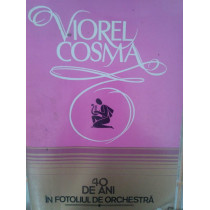 VIOREL
COSMA
40
DE ANI
ÎN FOTOLIUL DE ORCHESTRĂ